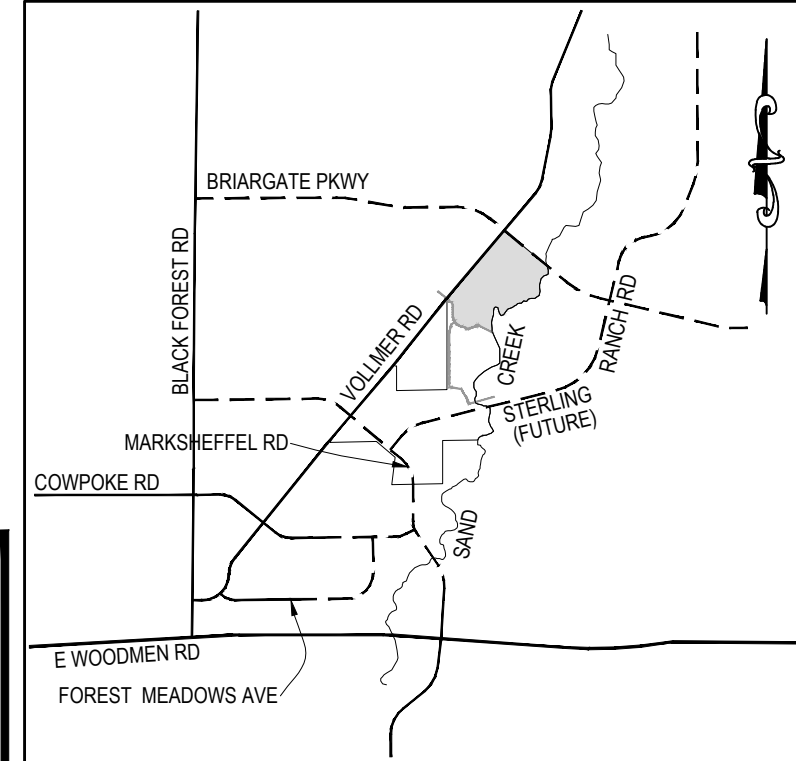 BRIARGATE PKWY
BLACK FOREST RD
VOLLMER RD
RANCH RD
CREEK
STERLING
(FUTURE)
MARKSHEFFEL RD
COWPOKE RD
SAND
E WOODMEN RD
FOREST MEADOWS AVE